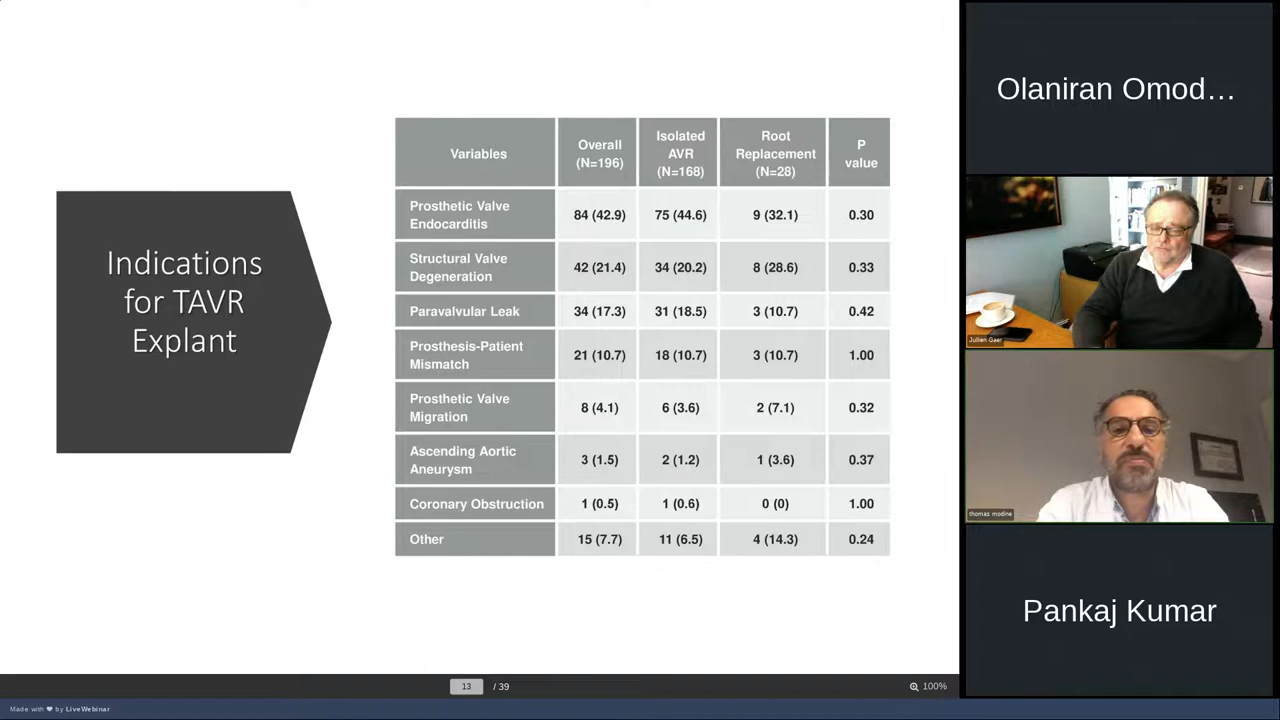 Indications
for TAVR
Explant
Variables
Overall
(N=196)
Isolated
AVR
(N=168)
Root
Replacement
(N=28)
P
value
Prosthetic Valve
Endocarditis
84 (42.9)
75 (44.6)
9 (32.1)
0.30
Structural Valve
Degeneration
42 (21.4)
34 (20.2)
8 (28.6)
0.33
Paravalvular Leak
34 (17.3)
31 (18.5)
3 (10.7)
0.42
Prosthesis-Patient
Mismatch
21 (10.7)
18 (10.7)
3 (10.7)
1.00
Prosthetic Valve
Migration
8 (4.1)
6 (3.6)
2 (7.1)
0.32
Ascending Aortic
Aneurysm
3 (1.5)
2 (1.2)
1 (3.6)
0.37
Coronary Obstruction
1 (0.5)
1 (0.6)
0 (0)
1.00
Other
15 (7.7)
11 (6.5)
4 (14.3)
0.24
13 / 39
100%
Made with ❤ by LiveWebinar
Olaniran Omod...
Jullien Gaer
thomas modine
Pankaj Kumar